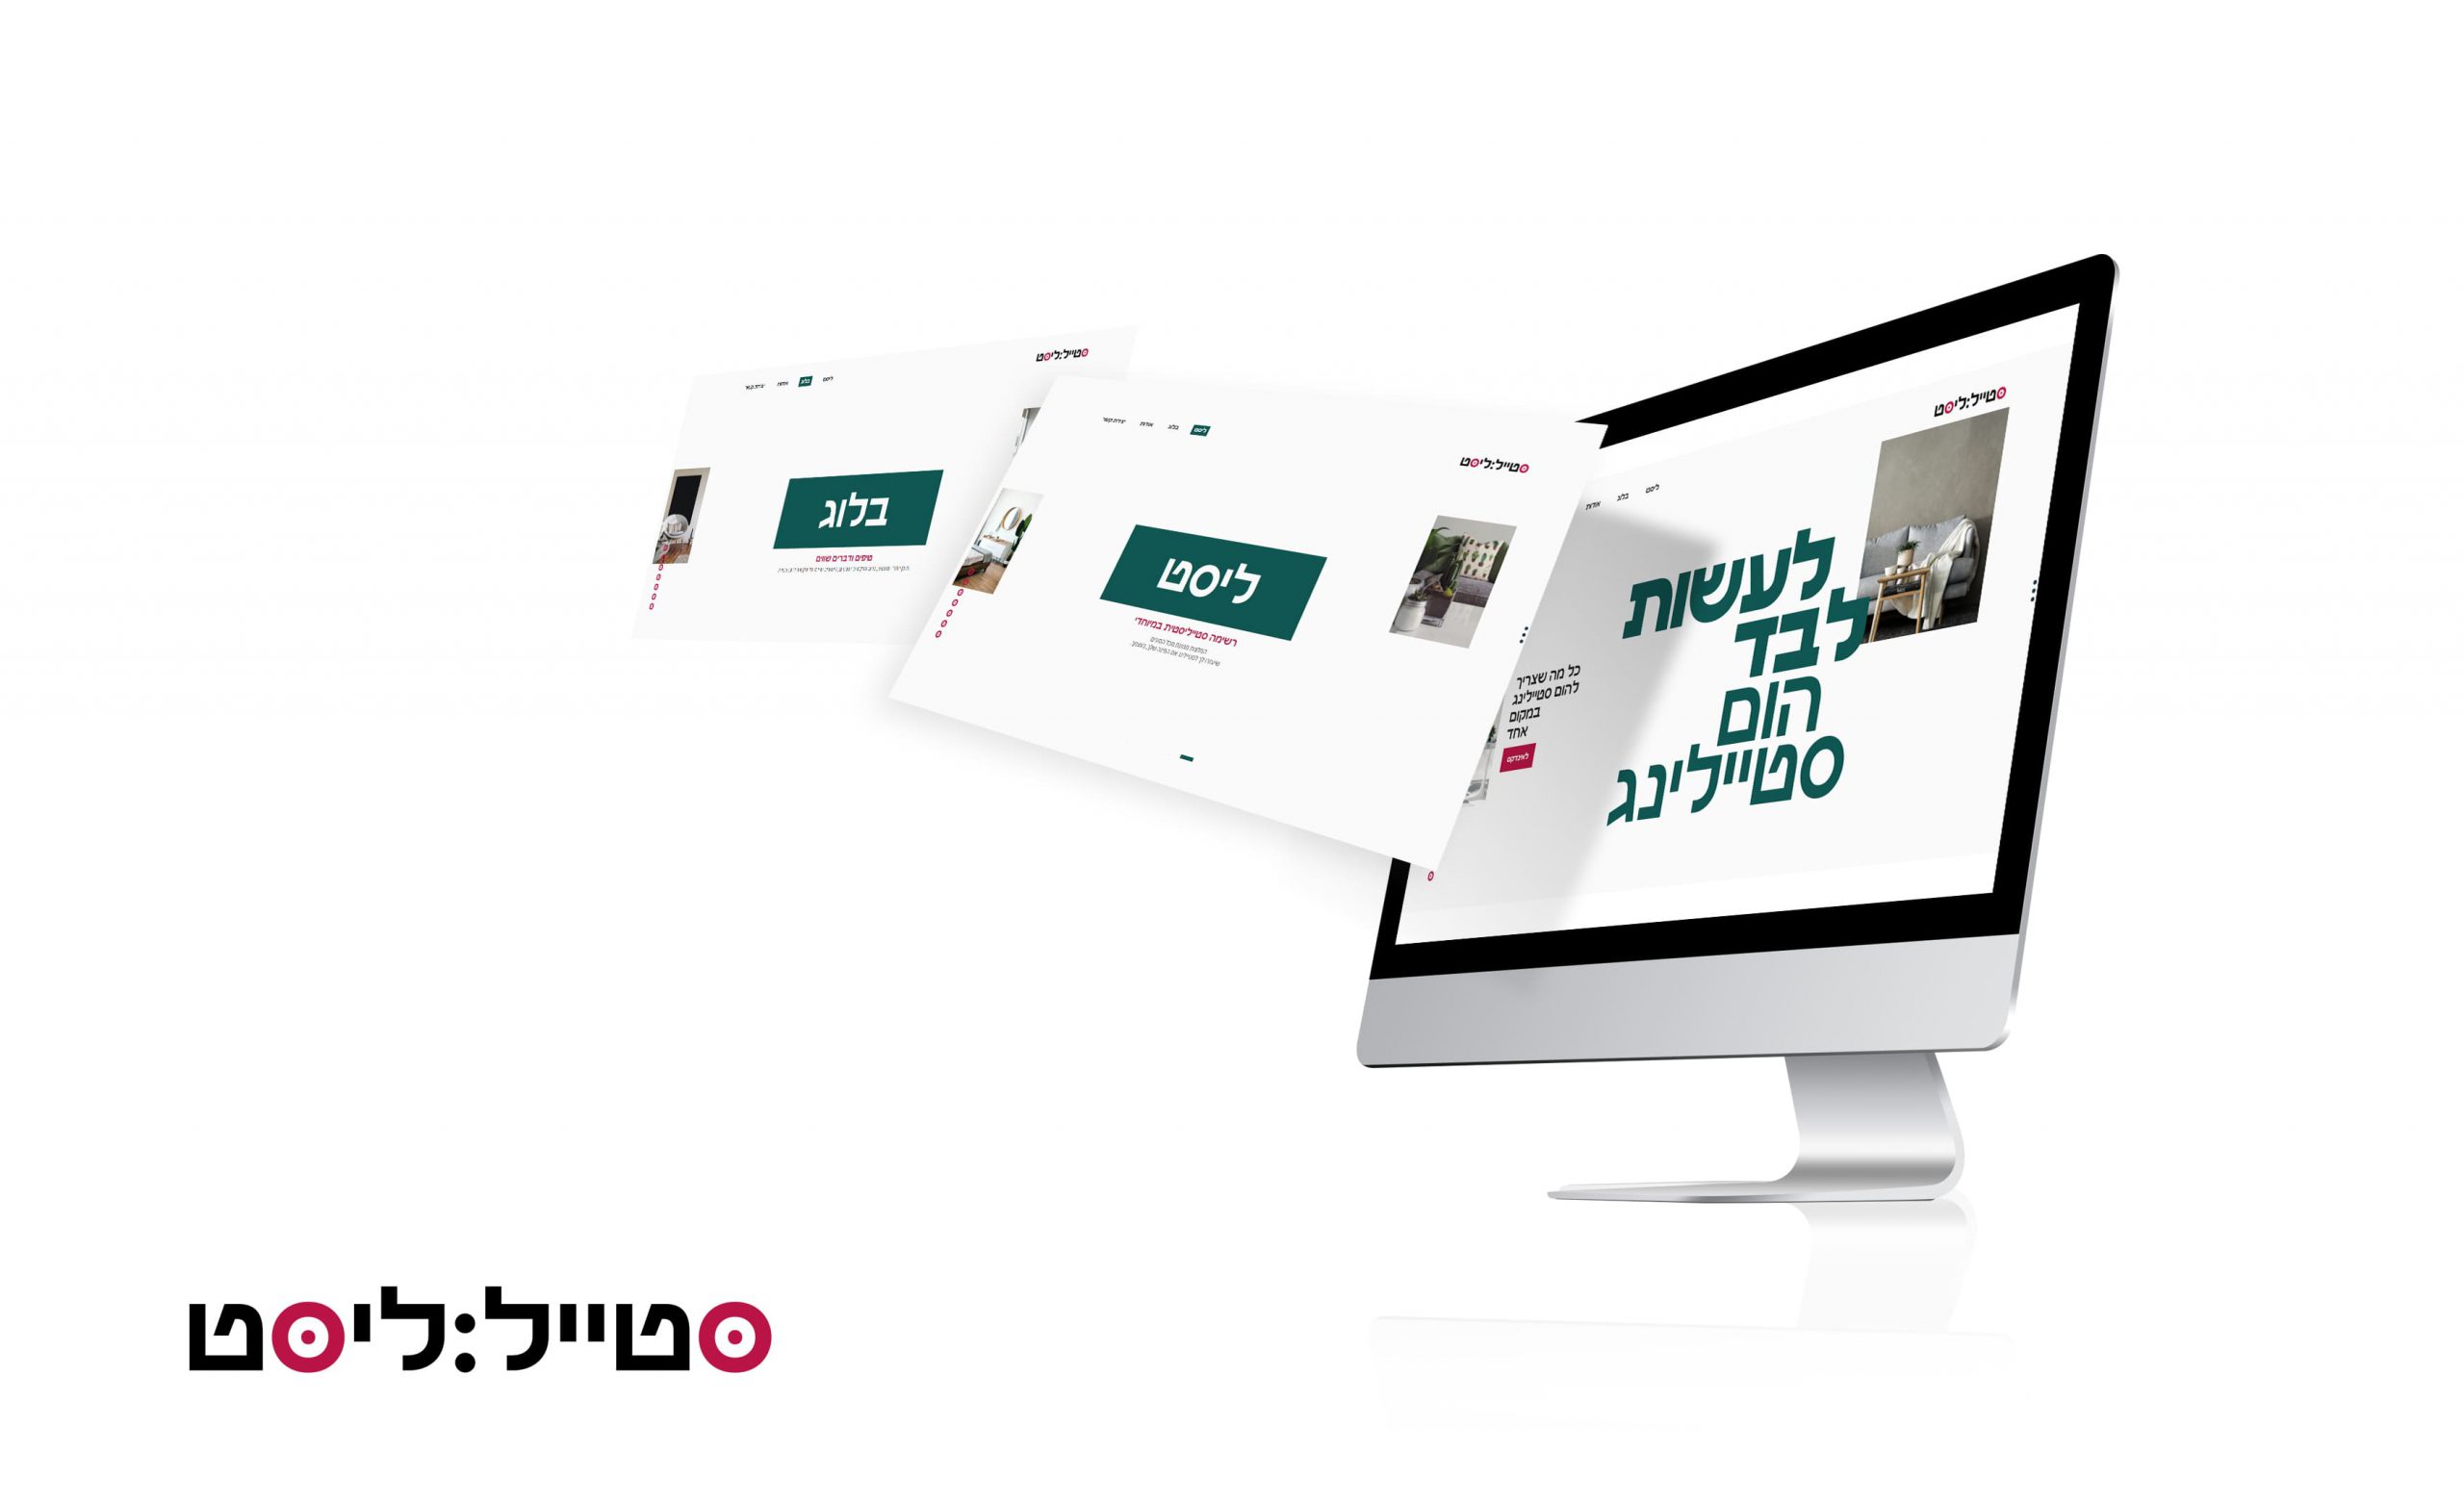 סטייל:ליסט
ליסט
בלוג
אודות
יצירת קשר
בלוג
טיפים ודברים שווים
סטייל:ליסט
ליסט
בלוג
אודות
יצירת קשר
ליסט
רשימה סטייליסטית במיוחד!
סטייל:ליסט
ליסט
בלוג
אודות
לעשות
לבד
הום
סטיילינג
כל מה שצריך
להום סטיילינג
במקום
אחד
לאינדקס
סטייל:ליסט